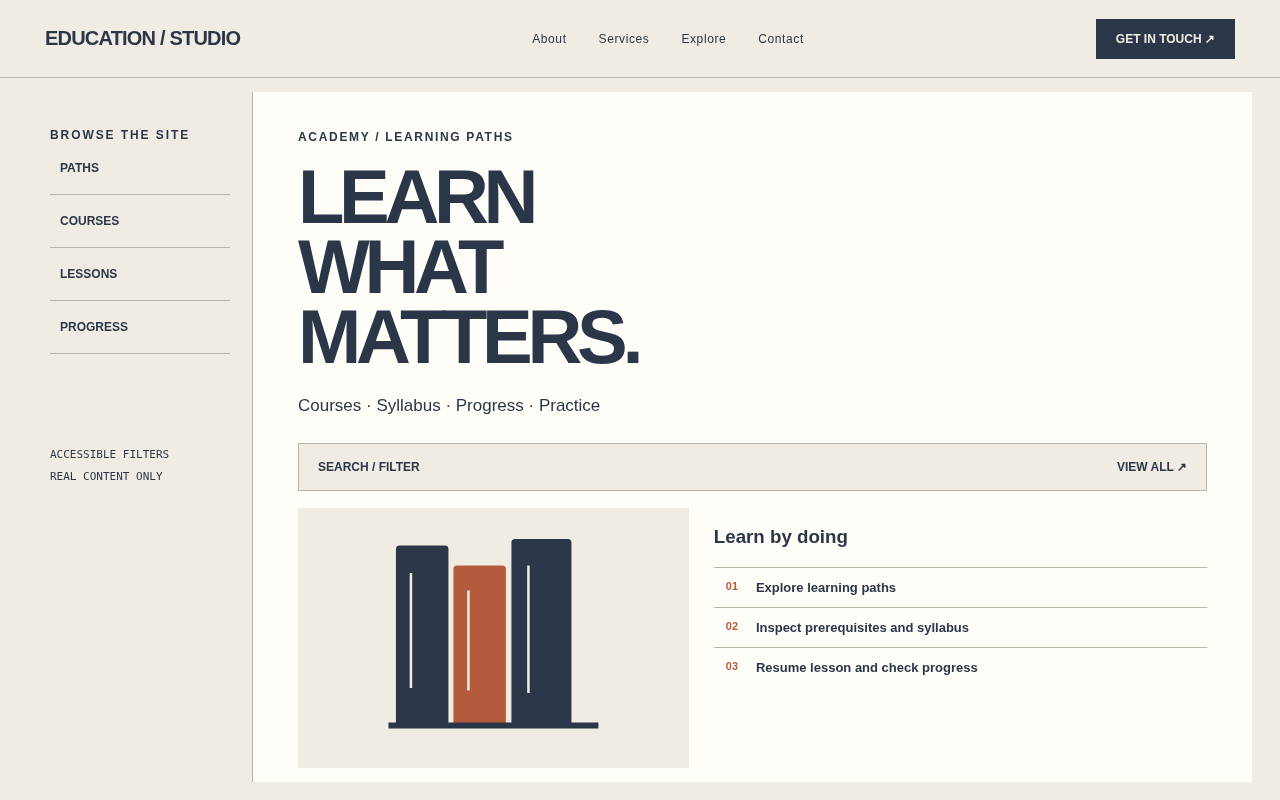 EDUCATION / STUDIO
About
Services
Explore
Contact
GET IN TOUCH ↗
BROWSE THE SITE
PATHS
COURSES
LESSONS
PROGRESS
ACCESSIBLE FILTERS
REAL CONTENT ONLY
ACADEMY / LEARNING PATHS
LEARN
WHAT
MATTERS.
Courses · Syllabus · Progress · Practice
SEARCH / FILTER
VIEW ALL ↗
Learn by doing
01 Explore learning paths
02 Inspect prerequisites and syllabus
03 Resume lesson and check progress